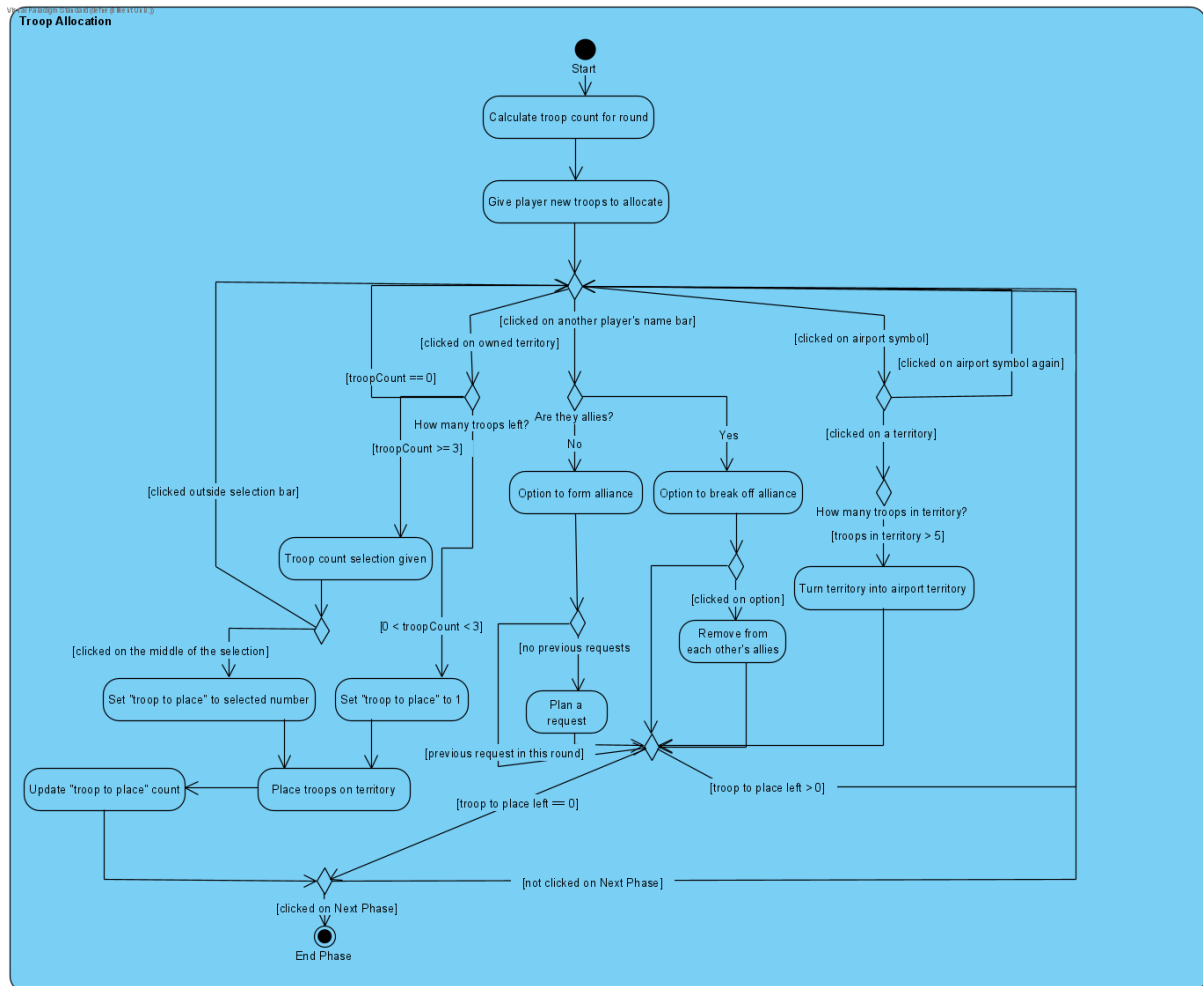 Troop Allocation
Start
Calculate troop count for round
Give player new troops to allocate
[clicked on another player's name bar]
[clicked on owned territory]
[clicked on airport symbol]
[clicked on airport symbol again]
[troopCount == 0]
How many troops left?
Are they allies?
[troopCount >= 3]
No
Yes
[clicked on a territory]
[clicked outside selection bar]
Option to form alliance
Option to break off alliance
How many troops in territory?
[troops in territory > 5]
Troop count selection given
Turn territory into airport territory
[clicked on option]
[0 < troopCount < 3]
[no previous requests
Remove from
each other's allies
[clicked on the middle of the selection]
Set "troop to place" to selected number
Set "troop to place" to 1
Plan a
request
[previous request in this round]
Update "troop to place" count
Place troops on territory
[troop to place left > 0]
[troop to place left == 0]
[not clicked on Next Phase]
[clicked on Next Phase]
End Phase